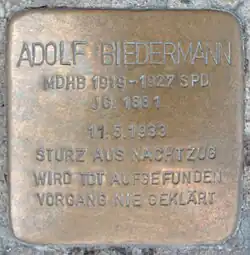 ADOLF BIEDERMANN
MDHB 1919-1927 SPD
JG. 1881
11.5.1933
STURZ AUS NACHTZUG
WIRD TOT AUFGEFUNDEN
VORGANG NIE GEKLÄRT